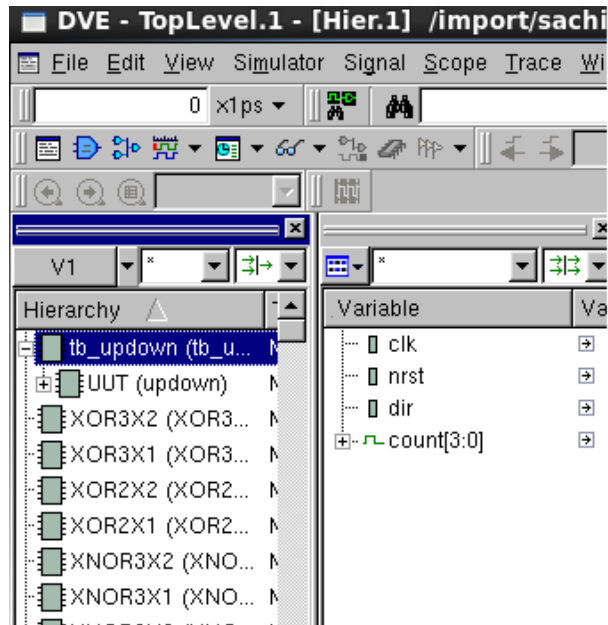 DVE - TopLevel.1 - [Hier.1] /import/sachi
File Edit View Simulator Signal Scope Trace Wi
0 x1ps
V1 * *
Hierarchy Variable Va
tb_updown (tb_u...
clk
UUT (updown)
nrst
XOR3X2 (XOR3...
dir
XOR3X1 (XOR3...
count[3:0]
XOR2X2 (XOR2...
XOR2X1 (XOR2...
XNOR3X2 (XNO...
XNOR3X1 (XNO...